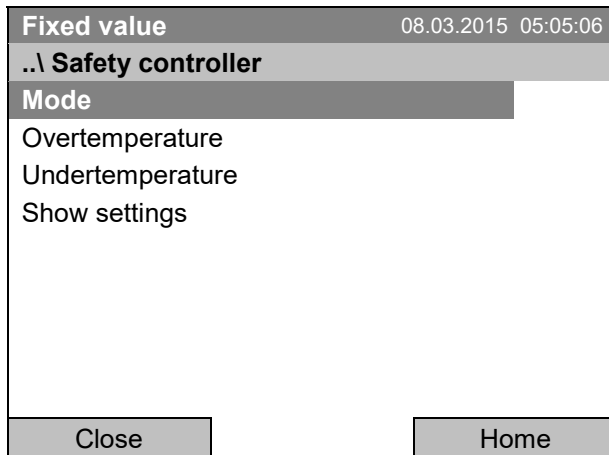 Fixed value 08.03.2015 05:05:06
..\ Safety controller
Mode
Overtemperature
Undertemperature
Show settings
Close Home